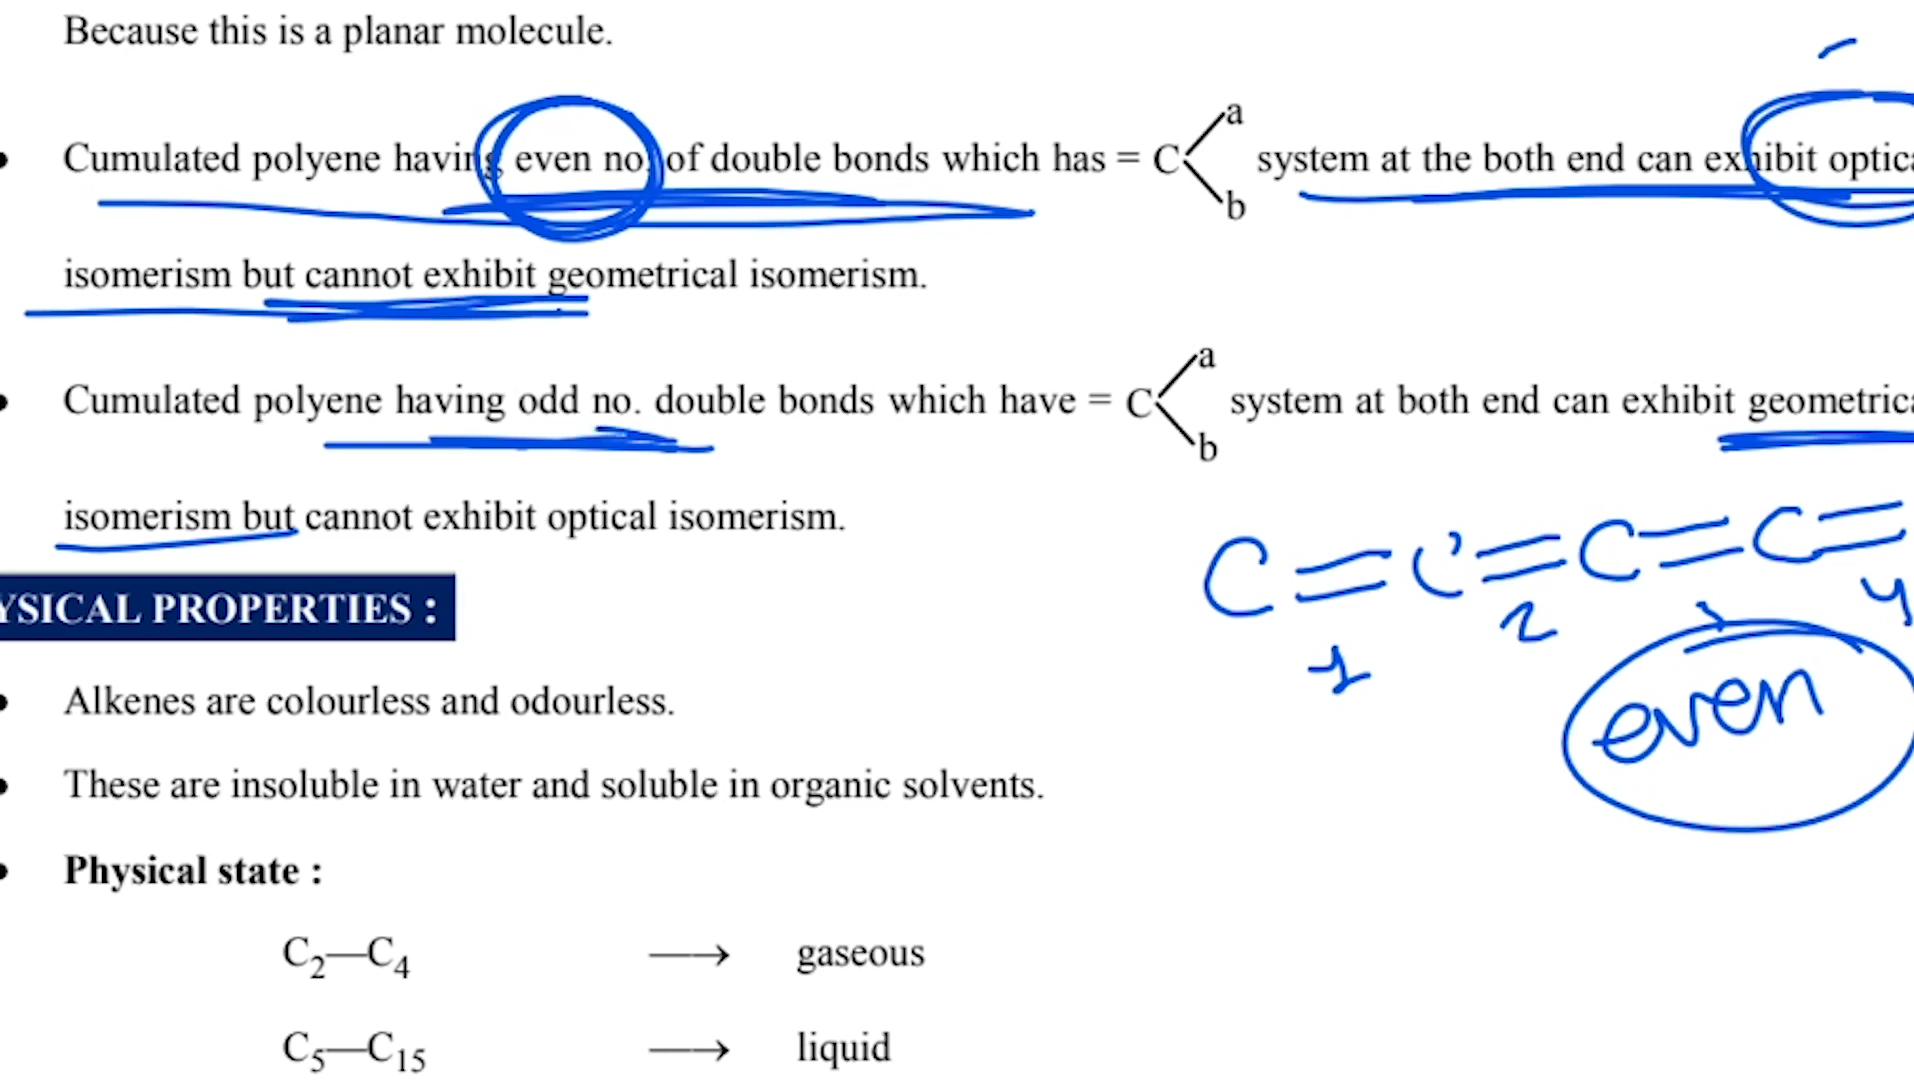 Because this is a planar molecule.
a
Cumulated polyene having even no. of double bonds which has = C system at the both end can exhibit optic
b
isomerism but cannot exhibit geometrical isomerism.
a
Cumulated polyene having odd no. double bonds which have = C system at both end can exhibit geometric
b
isomerism but cannot exhibit optical isomerism.
C = C = C = C =
1 2 3 4
even
YSICAL PROPERTIES :
Alkenes are colourless and odourless.
These are insoluble in water and soluble in organic solvents.
Physical state :
C₂—C₄ ⟶ gaseous
C₅—C₁₅ ⟶ liquid